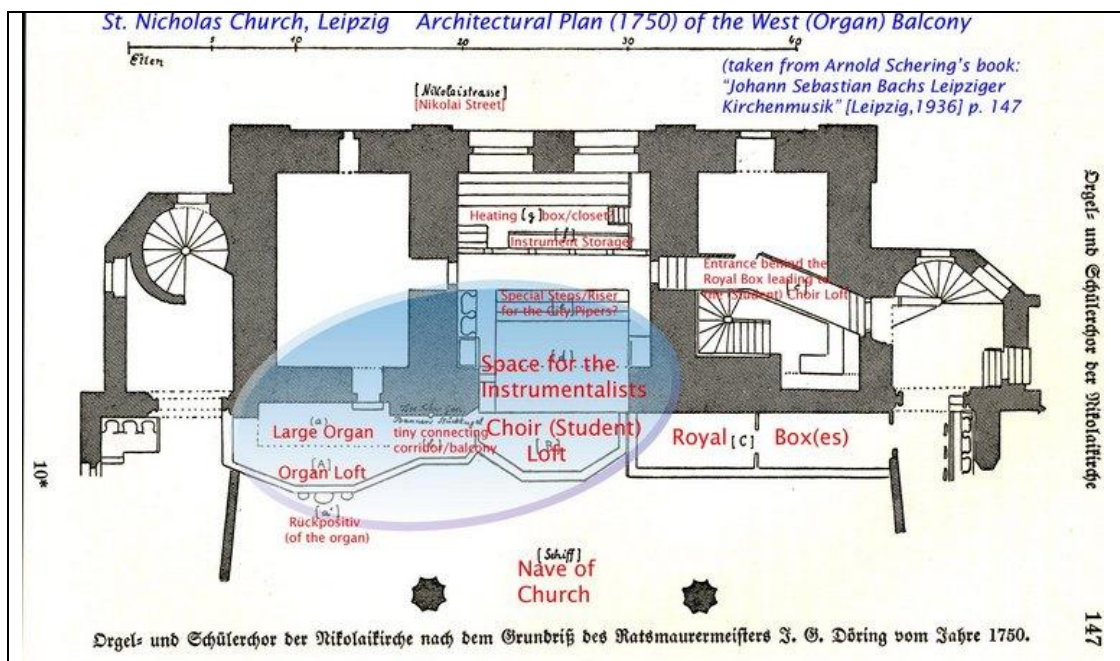 St. Nicholas Church, Leipzig Architectural Plan (1750) of the West (Organ) Balcony
5 10 20 30 40
Ellen
(taken from Arnold Schering's book:
"Johann Sebastian Bachs Leipziger
Kirchenmusik" [Leipzig,1936] p. 147
[Nikolaistrasse]
[Nikolai Street]
Heating [g] box/closet?
[f]
Instrument Storage?
Entrance behind the
Royal Box leading to
the (Student) Choir Loft
Special Steps/Riser
for the City Pipers?
[d]
Space for the
Instrumentalists
(a)
Large Organ
tiny connecting
corridor/balcony
Choir (Student)
Loft
[B]
Royal [C] Box(es)
[A]
Organ Loft
[a']
Rückpositiv
(of the organ)
[Schiff]
Nave of
Church
Orgel- und Schülerchor der Nikolaikirche nach dem Grundriß des Ratsmaurermeisters J. G. Döring vom Jahre 1750.
10*
Orgel- und Schülerchor der Nikolaikirche
147